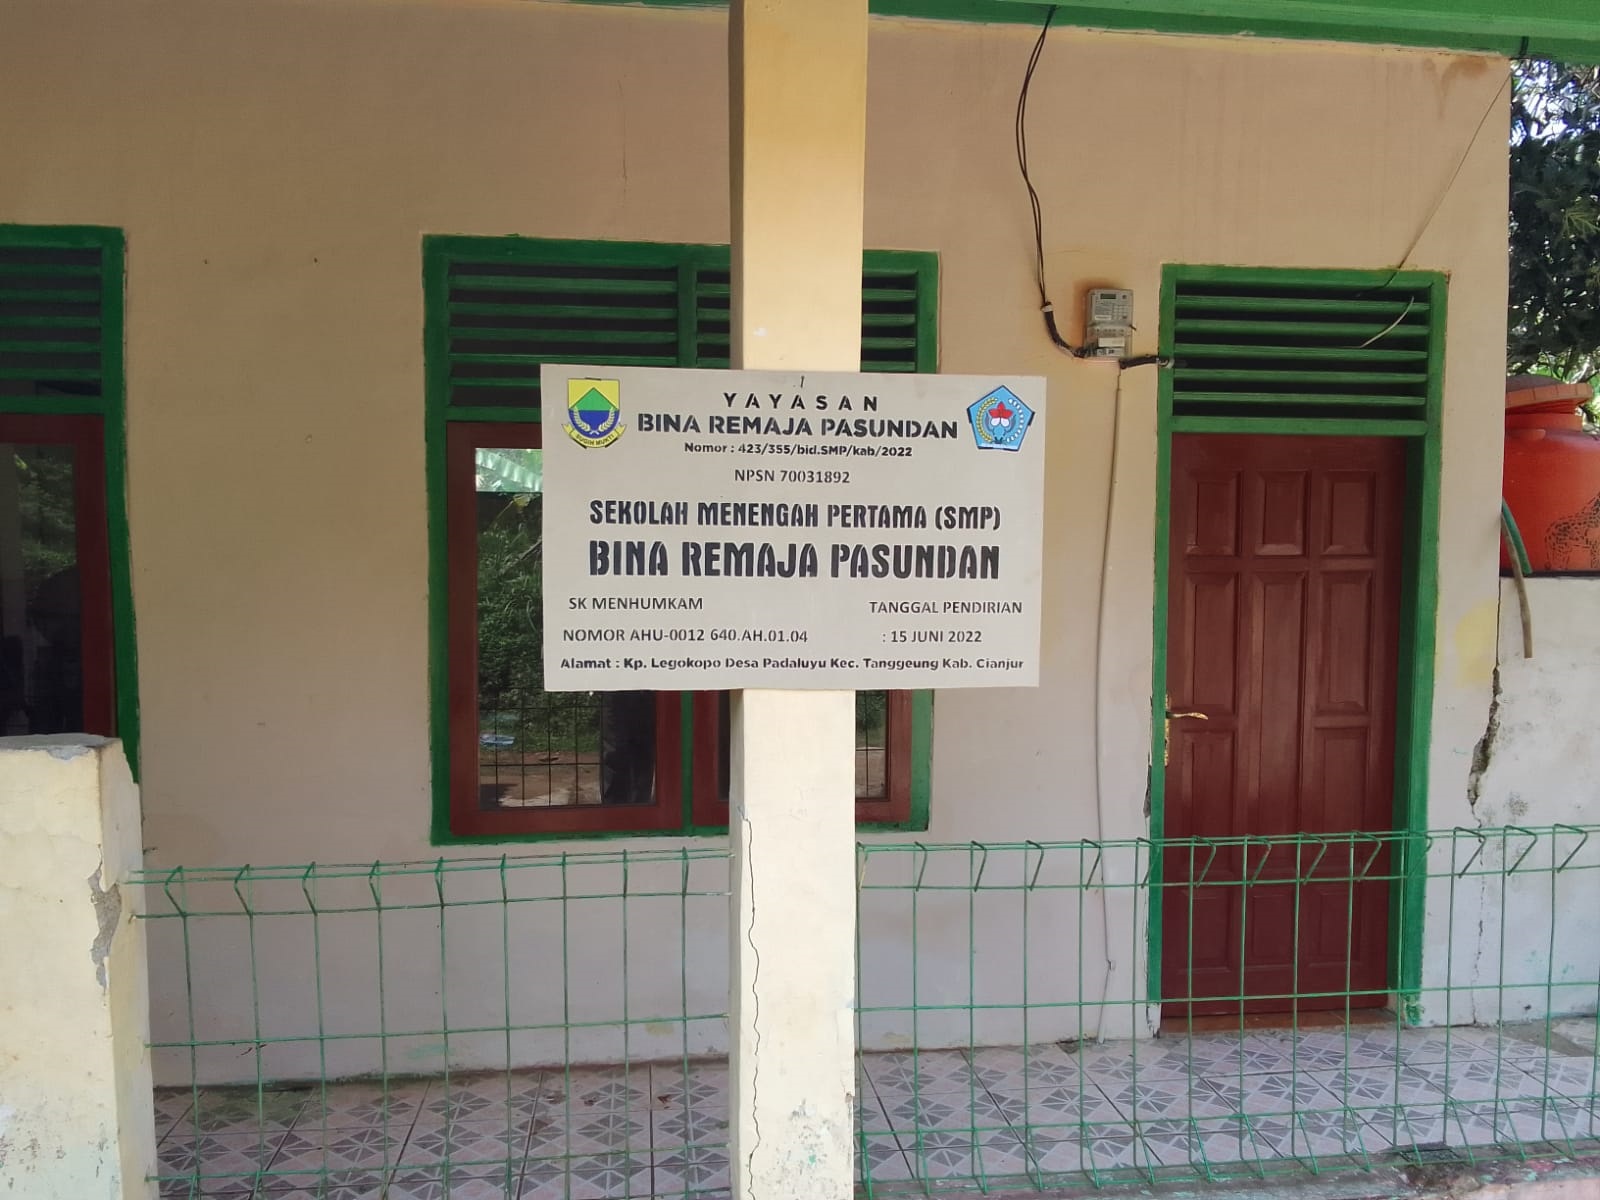 YAYASAN
BINA REMAJA PASUNDAN
Nomor : 423/355/bid.SMP/kab/2022
NPSN 70031892
SEKOLAH MENENGAH PERTAMA (SMP)
BINA REMAJA PASUNDAN
SK MENHUMKAM
TANGGAL PENDIRIAN
NOMOR AHU-0012 640.AH.01.04
: 15 JUNI 2022
Alamat : Kp. Legokopo Desa Padaluyu Kec. Tanggeung Kab. Cianjur
SUGIH MUKTI